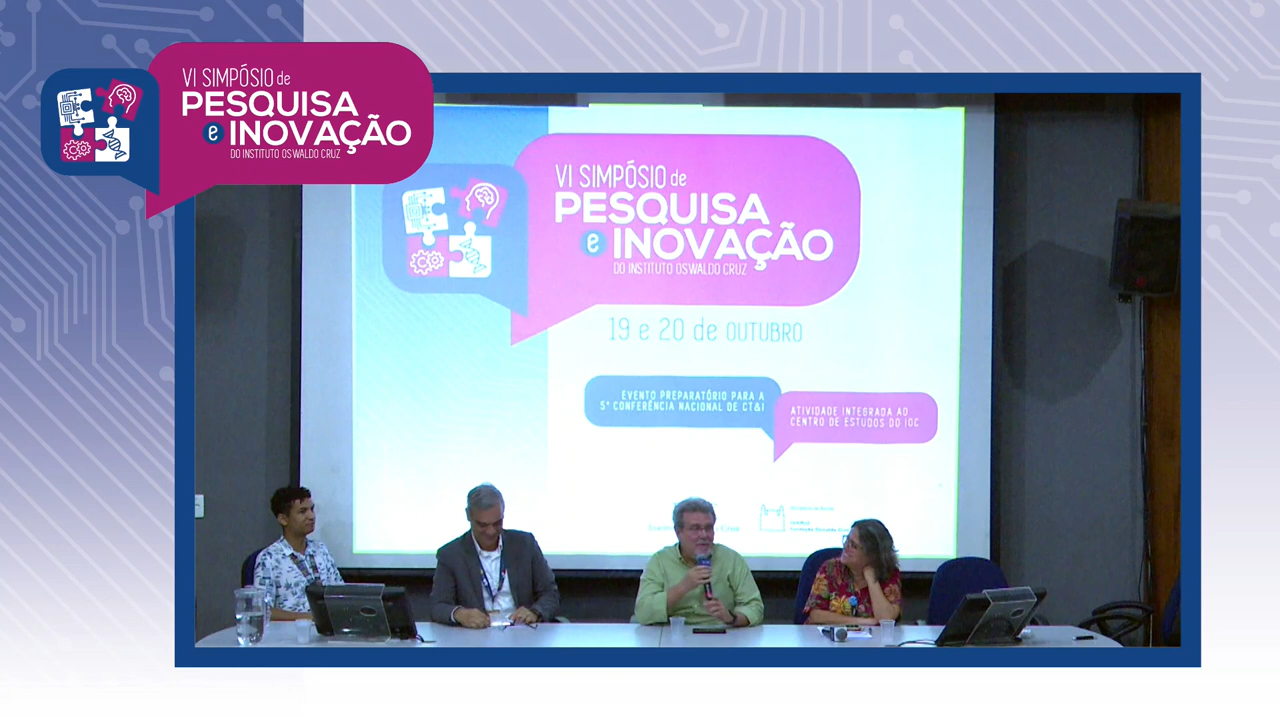 VI SIMPÓSIO de
PESQUISA
e INOVAÇÃO
DO INSTITUTO OSWALDO CRUZ
VI SIMPÓSIO de
PESQUISA
e INOVAÇÃO
DO INSTITUTO OSWALDO CRUZ
19 e 20 de OUTUBRO
EVENTO PREPARATÓRIO PARA A
5ª CONFERÊNCIA NACIONAL DE CT&I
ATIVIDADE INTEGRADA AO
CENTRO DE ESTUDOS DO IOC